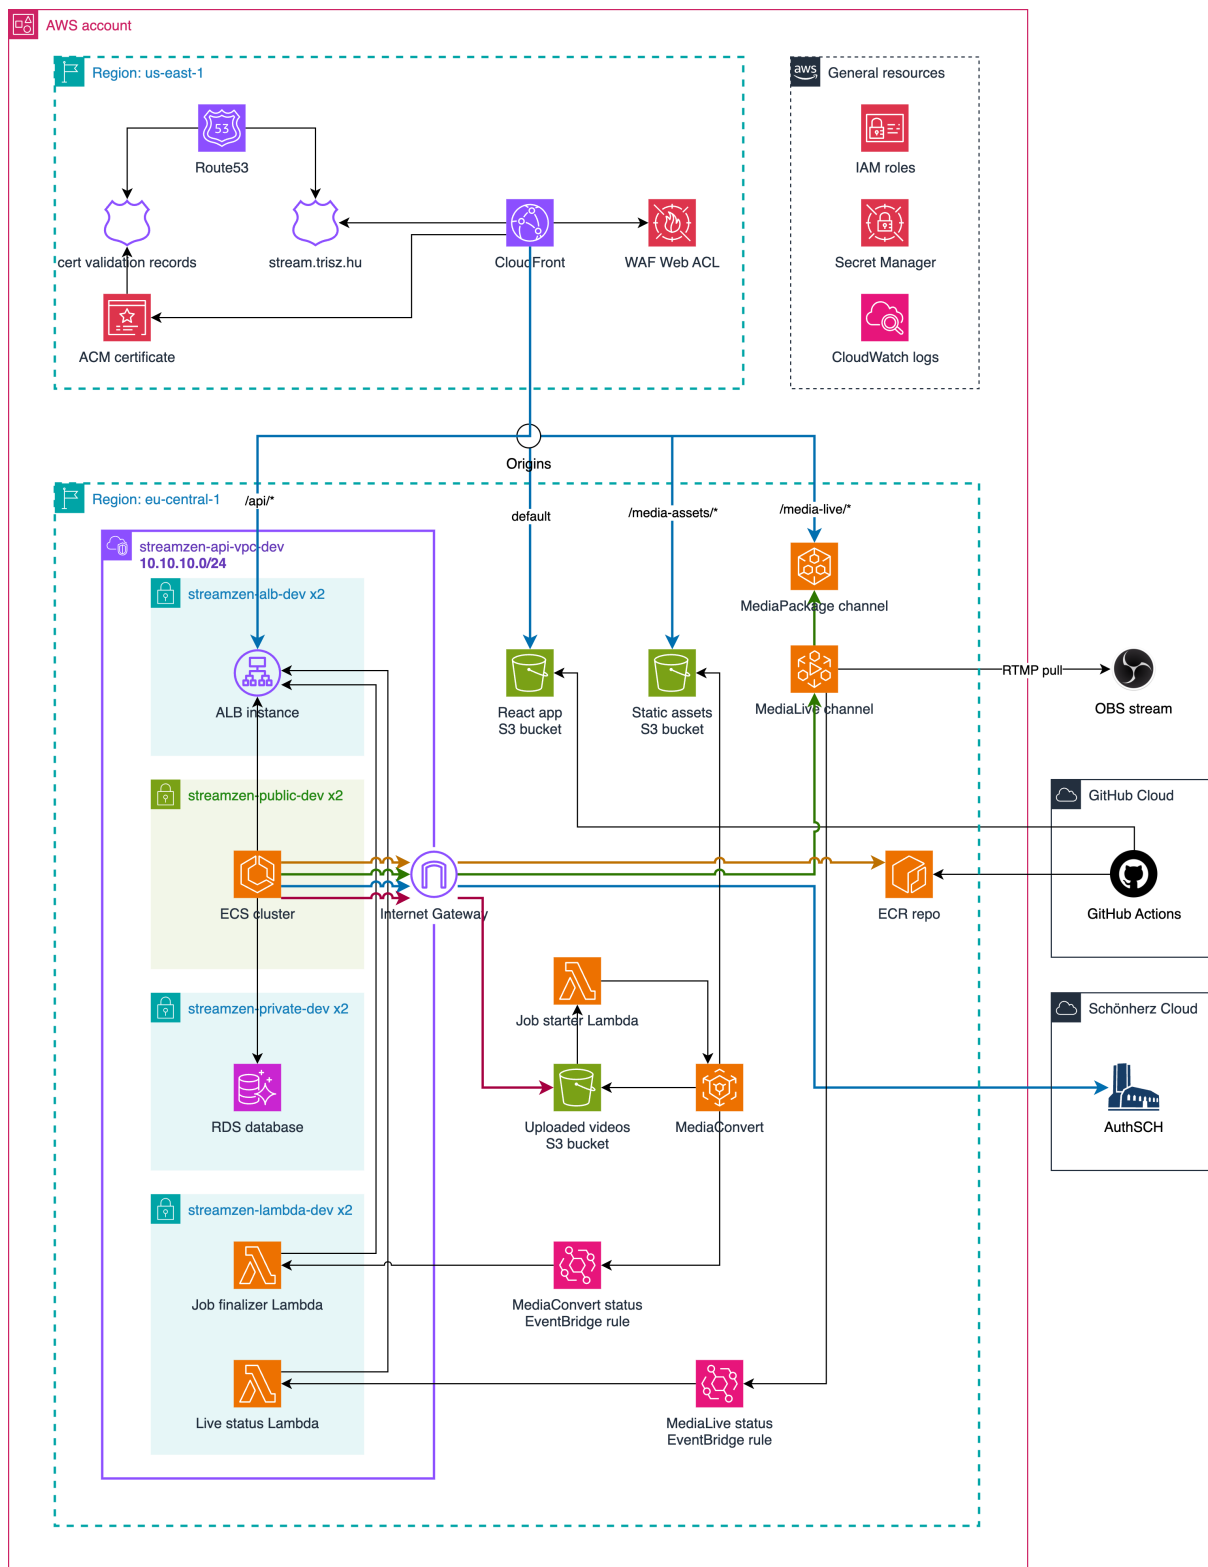 AWS account
Region: us-east-1
aws
General resources
53
Route53
IAM roles
cert validation records
stream.trisz.hu
CloudFront
WAF Web ACL
Secret Manager
ACM certificate
CloudWatch logs
Origins
Region: eu-central-1
/api/*
default
/media-assets/*
/media-live/*
streamzen-api-vpc-dev
10.10.10.0/24
streamzen-alb-dev x2
MediaPackage channel
ALB instance
React app
S3 bucket
Static assets
S3 bucket
MediaLive channel
RTMP pull
OBS stream
streamzen-public-dev x2
GitHub Cloud
ECS cluster
Internet Gateway
ECR repo
GitHub Actions
streamzen-private-dev x2
Job starter Lambda
Schönherz Cloud
RDS database
Uploaded videos
S3 bucket
MediaConvert
AuthSCH
streamzen-lambda-dev x2
Job finalizer Lambda
MediaConvert status
EventBridge rule
Live status Lambda
MediaLive status
EventBridge rule